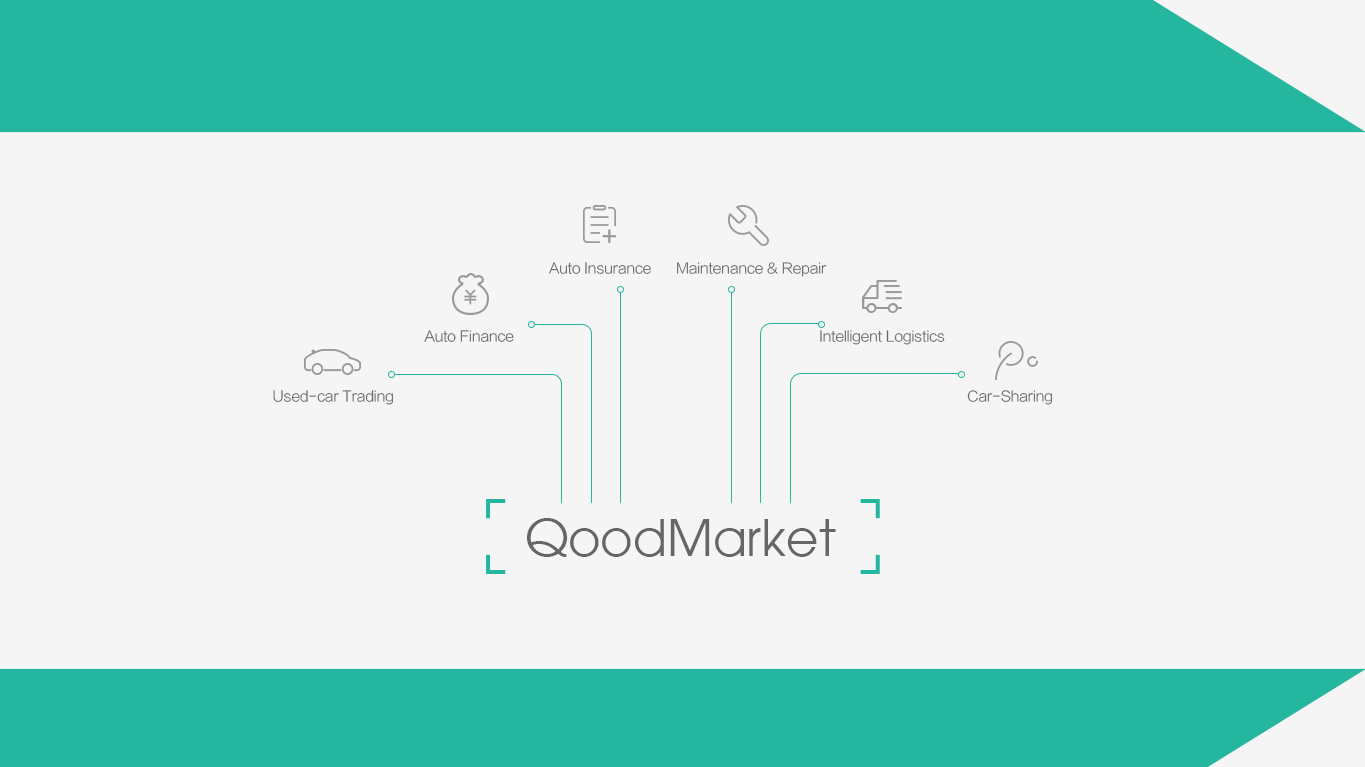 Auto Insurance
Maintenance & Repair
¥
Auto Finance
Intelligent Logistics
Used-car Trading
Car-Sharing
QoodMarket